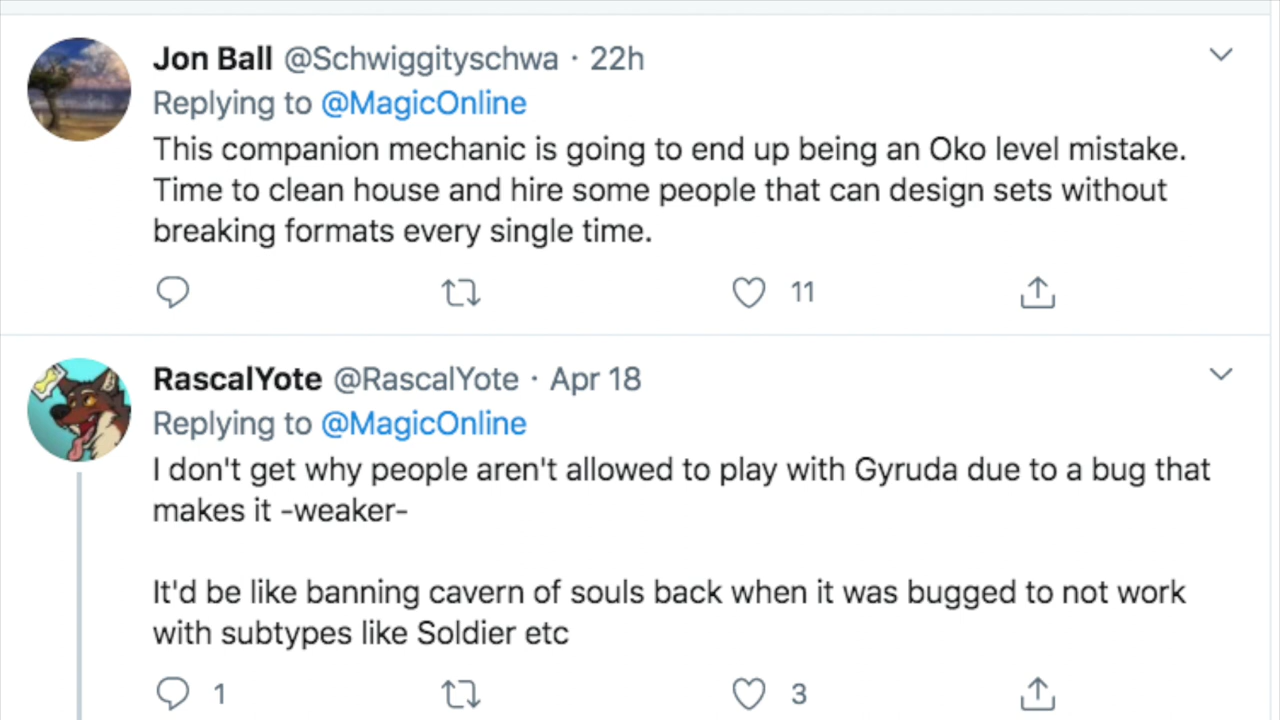 Jon Ball @Schwiggityschwa · 22h
Replying to @MagicOnline
This companion mechanic is going to end up being an Oko level mistake.
Time to clean house and hire some people that can design sets without
breaking formats every single time.
11
RascalYote @RascalYote · Apr 18
Replying to @MagicOnline
I don't get why people aren't allowed to play with Gyruda due to a bug that
makes it -weaker-
It'd be like banning cavern of souls back when it was bugged to not work
with subtypes like Soldier etc
1 3